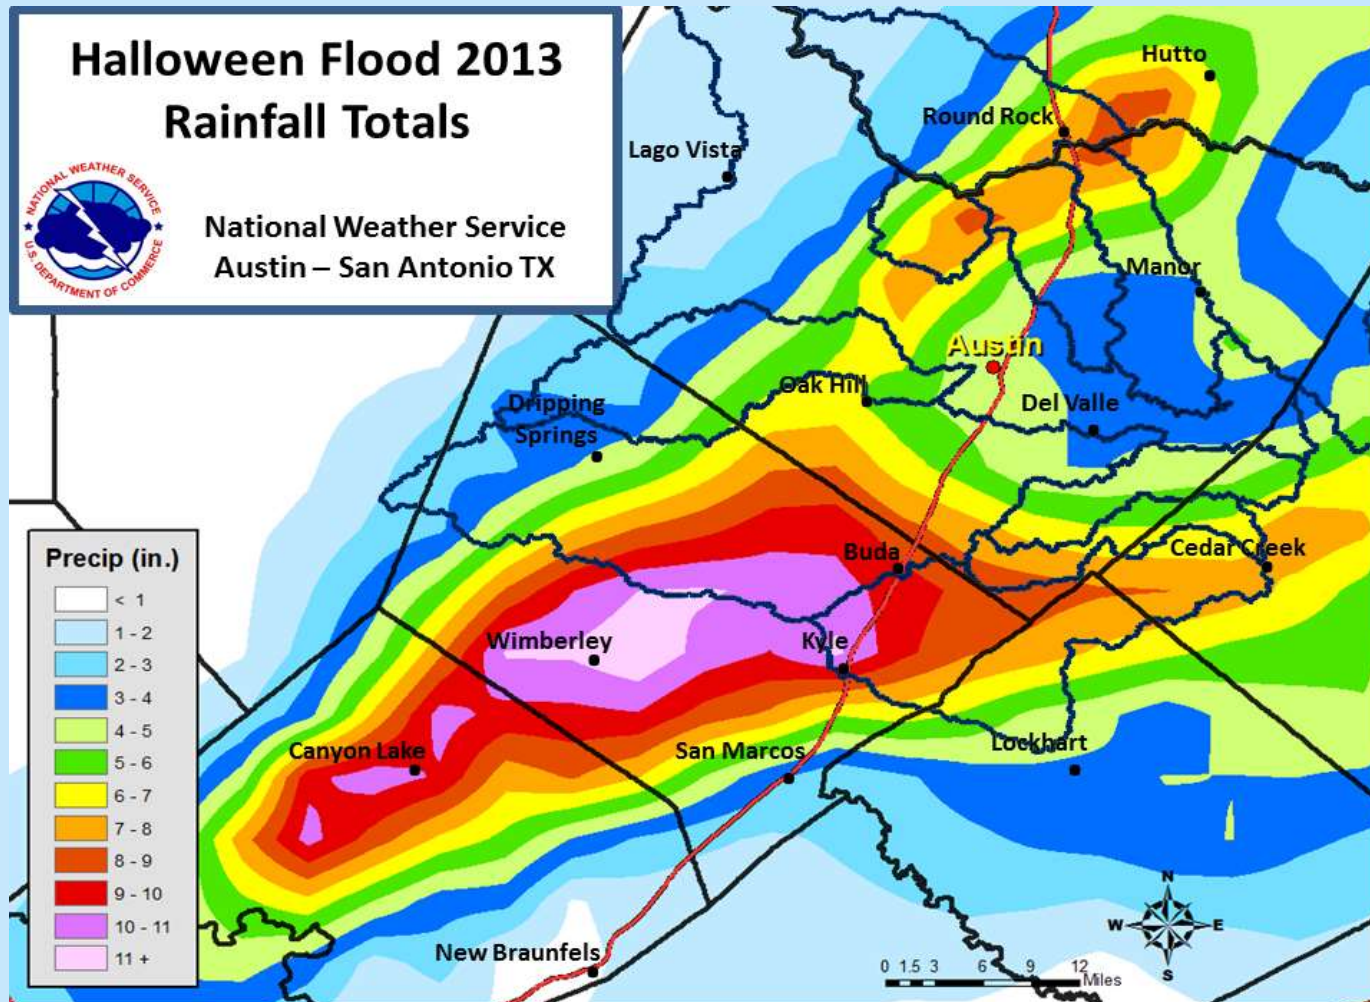 Halloween Flood 2013
Rainfall Totals
NATIONAL WEATHER SERVICE
U.S. DEPARTMENT OF COMMERCE
National Weather Service
Austin – San Antonio TX
Hutto
Round Rock
Lago Vista
Manor
Austin
Oak Hill
Dripping
Springs
Del Valle
Buda
Cedar Creek
Wimberley
Kyle
Canyon Lake
San Marcos
Lockhart
New Braunfels
Precip (in.)
< 1
1 - 2
2 - 3
3 - 4
4 - 5
5 - 6
6 - 7
7 - 8
8 - 9
9 - 10
10 - 11
11 +
N
W E
S
0 1.5 3 6 9 12
Miles